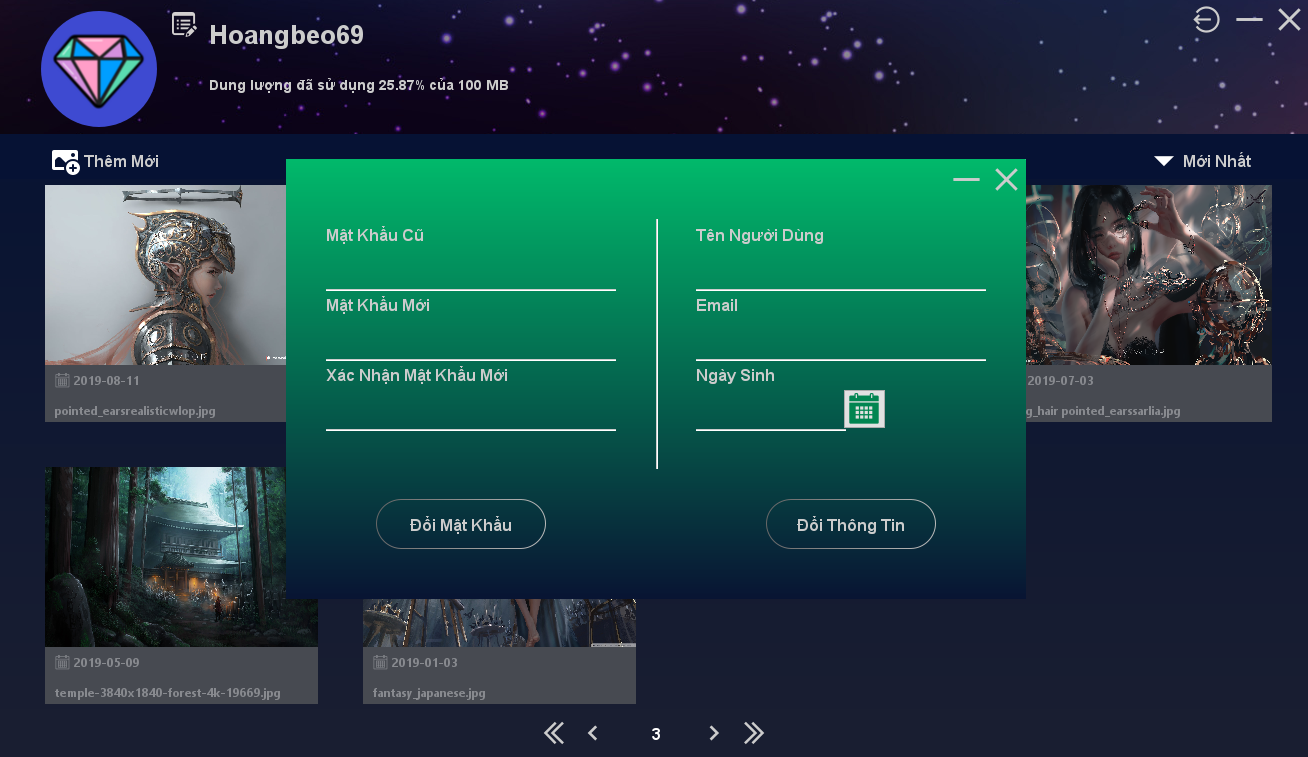 Hoangbeo69
Dung lượng đã sử dụng 25.87% của 100 MB
Thêm Mới
Mới Nhất
Mật Khẩu Cũ
Mật Khẩu Mới
Xác Nhận Mật Khẩu Mới
Đổi Mật Khẩu
Tên Người Dùng
Email
Ngày Sinh
Đổi Thông Tin
2019-08-11
pointed_earsrealisticwlop.jpg
2019-07-03
g_hair pointed_earssarlia.jpg
2019-05-09
temple-3840x1840-forest-4k-19669.jpg
2019-01-03
fantasy_japanese.jpg
3